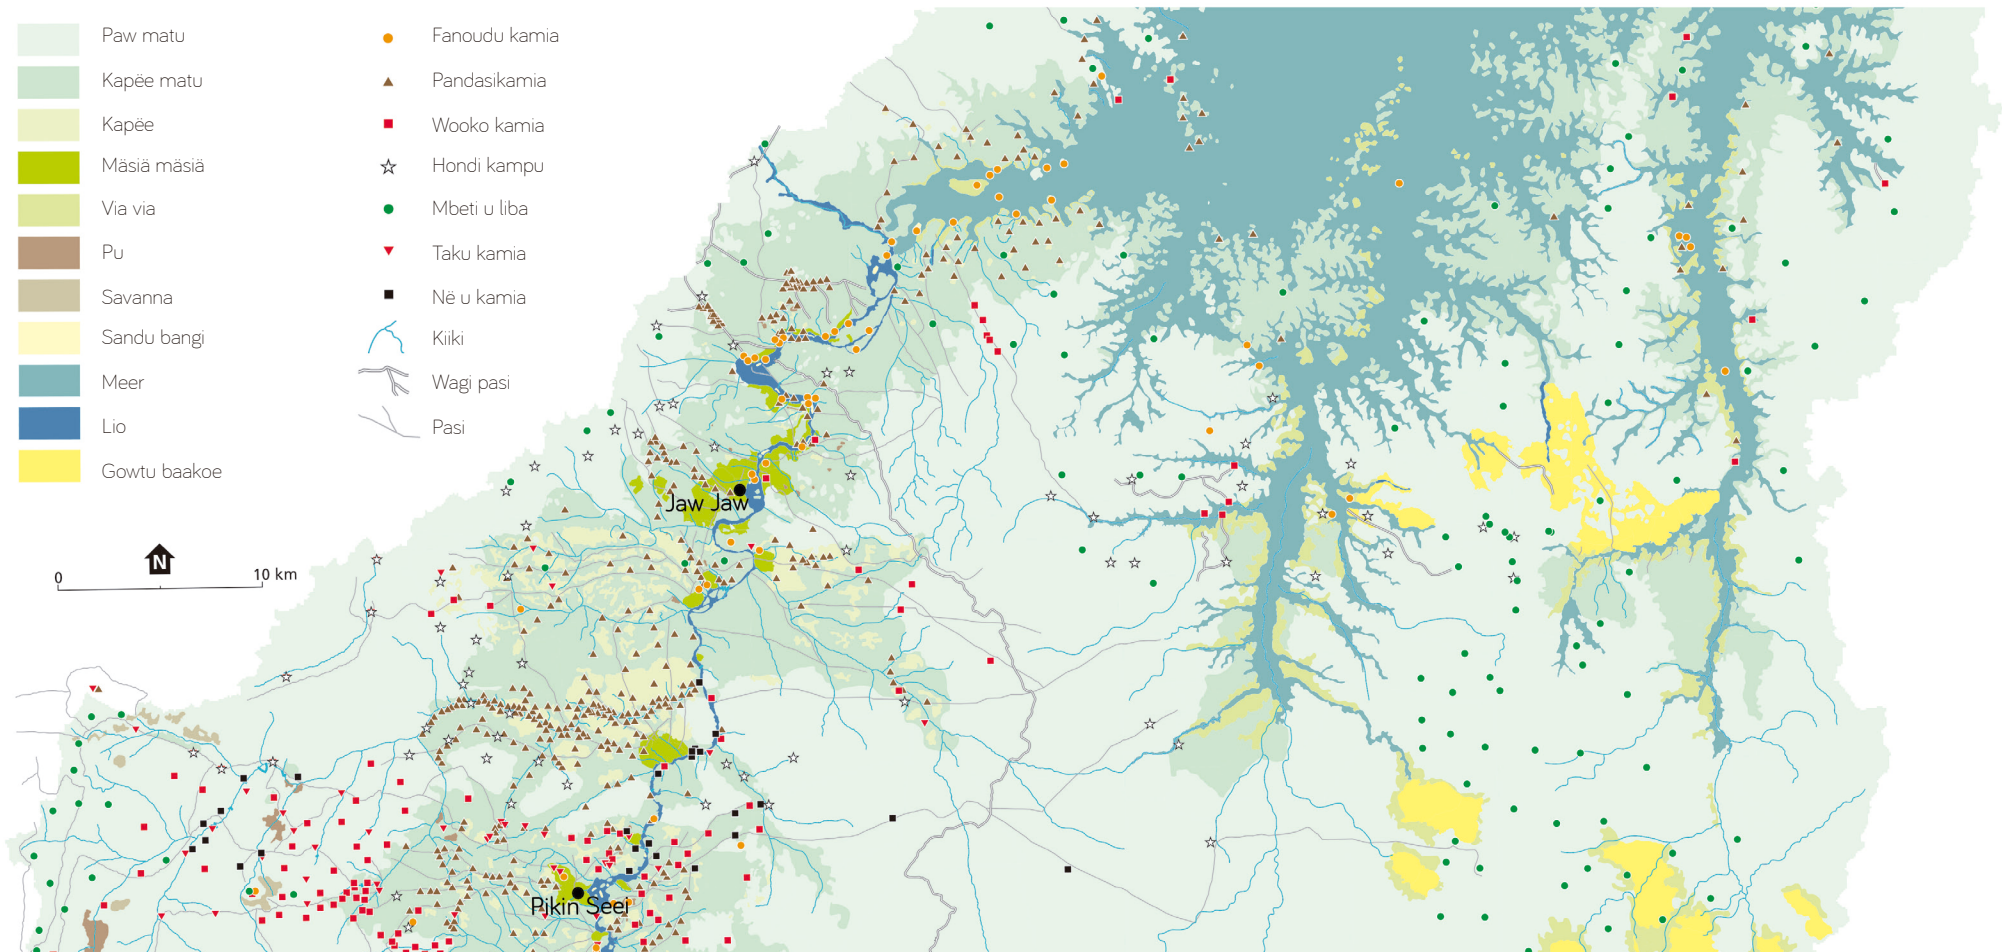 Paw matu
Kapëe matu
Kapëe
Mäsiä mäsiä
Via via
Pu
Savanna
Sandu bangi
Meer
Lio
Gowtu baakoe
Fanoudu kamia
Pandasikamia
Wooko kamia
Hondi kampu
Mbeti u liba
Taku kamia
Në u kamia
Kiiki
Wagi pasi
Pasi
N
0
10 km
Jaw Jaw
Pikin Seei